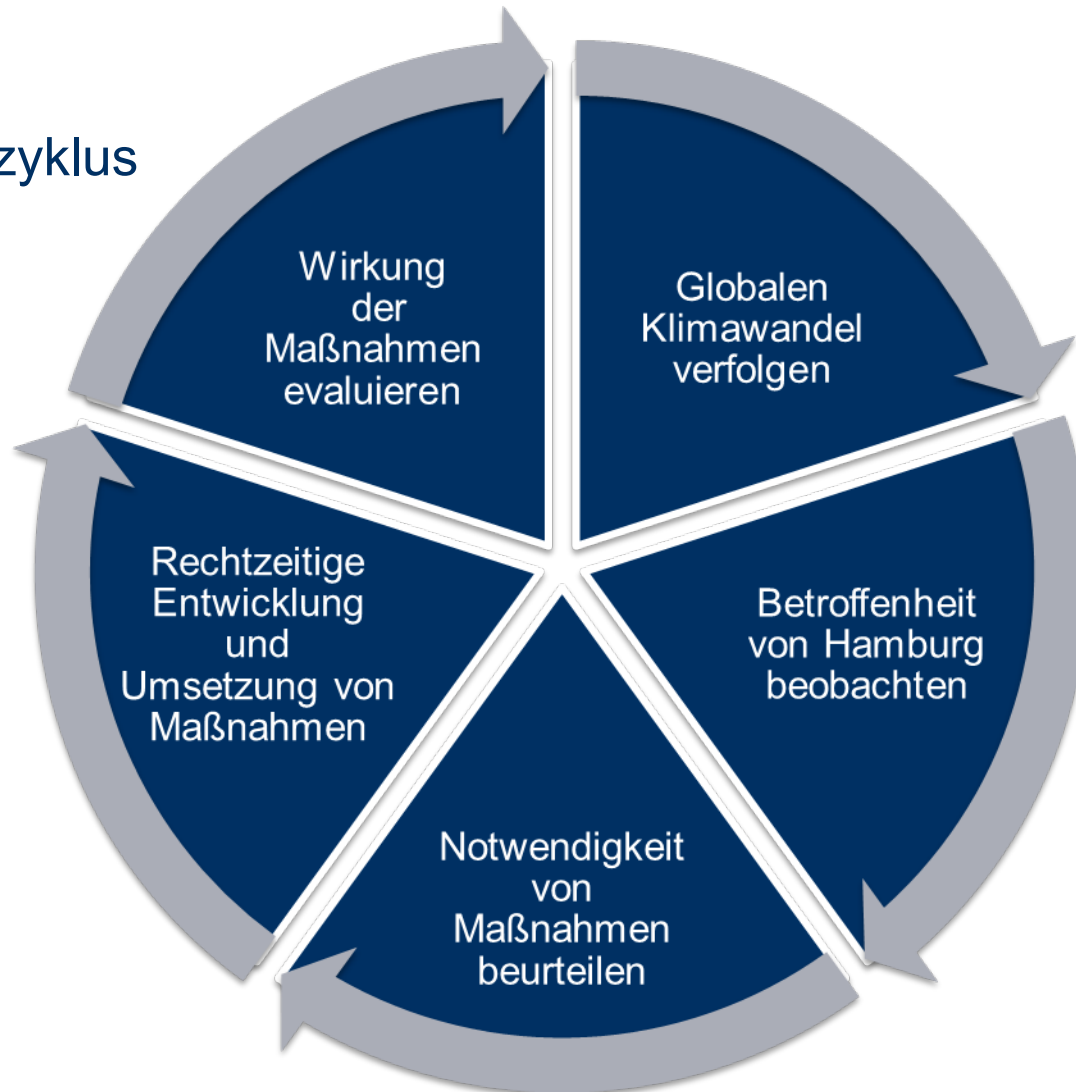 zyklus
Globalen
Klimawandel
verfolgen
Betroffenheit
von Hamburg
beobachten
Notwendigkeit
von
Maßnahmen
beurteilen
Rechtzeitige
Entwicklung
und
Umsetzung von
Maßnahmen
Wirkung
der
Maßnahmen
evaluieren